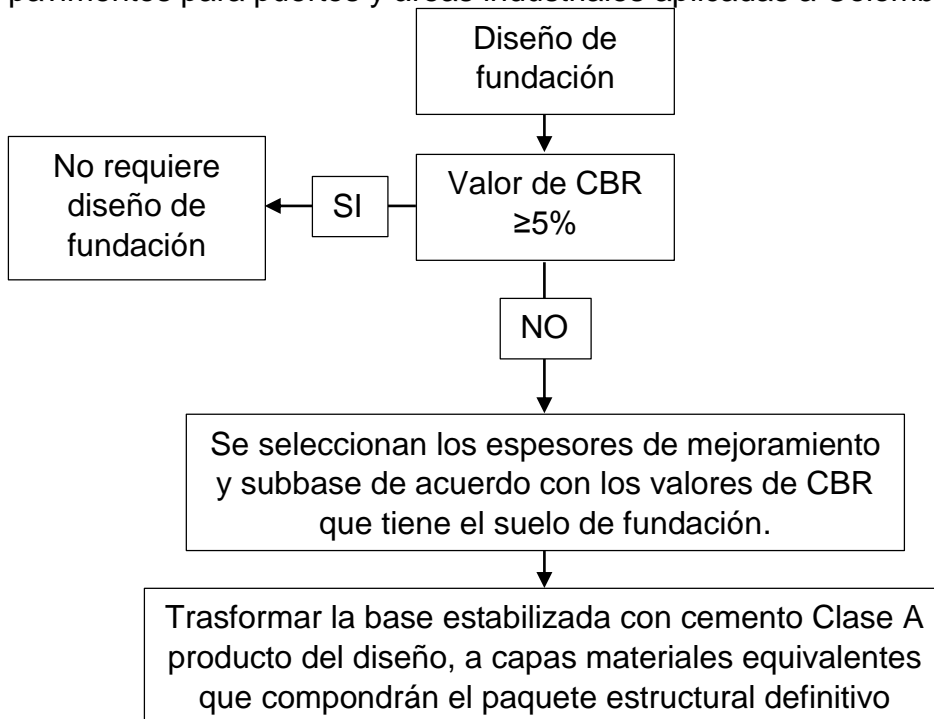 pavimentos para puertos y áreas industriales aplicadas a Colomb
Diseño de
fundación
No requiere
diseño de
fundación
SI
Valor de CBR
≥5%
NO
Se seleccionan los espesores de mejoramiento
y subbase de acuerdo con los valores de CBR
que tiene el suelo de fundación.
Trasformar la base estabilizada con cemento Clase A
producto del diseño, a capas materiales equivalentes
que compondrán el paquete estructural definitivo